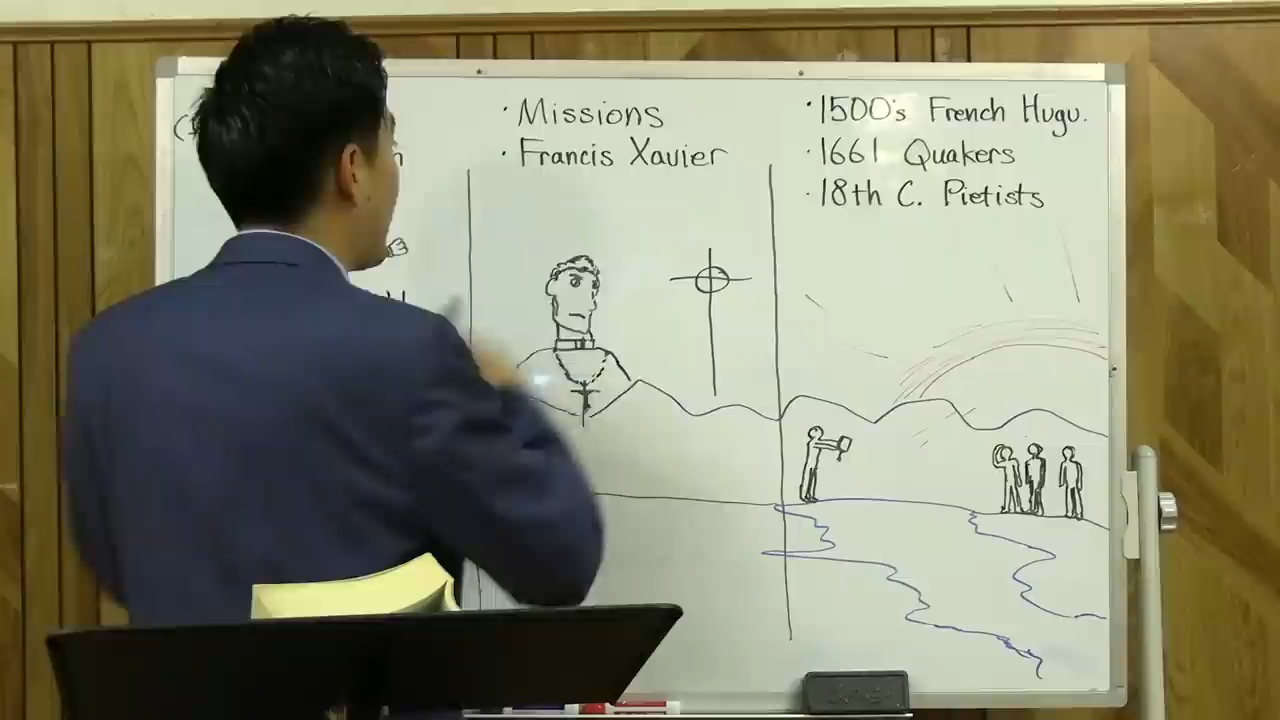 · Missions
· Francis Xavier
· 1500's French Hugu.
· 1661 Quakers
· 18th C. Pietists